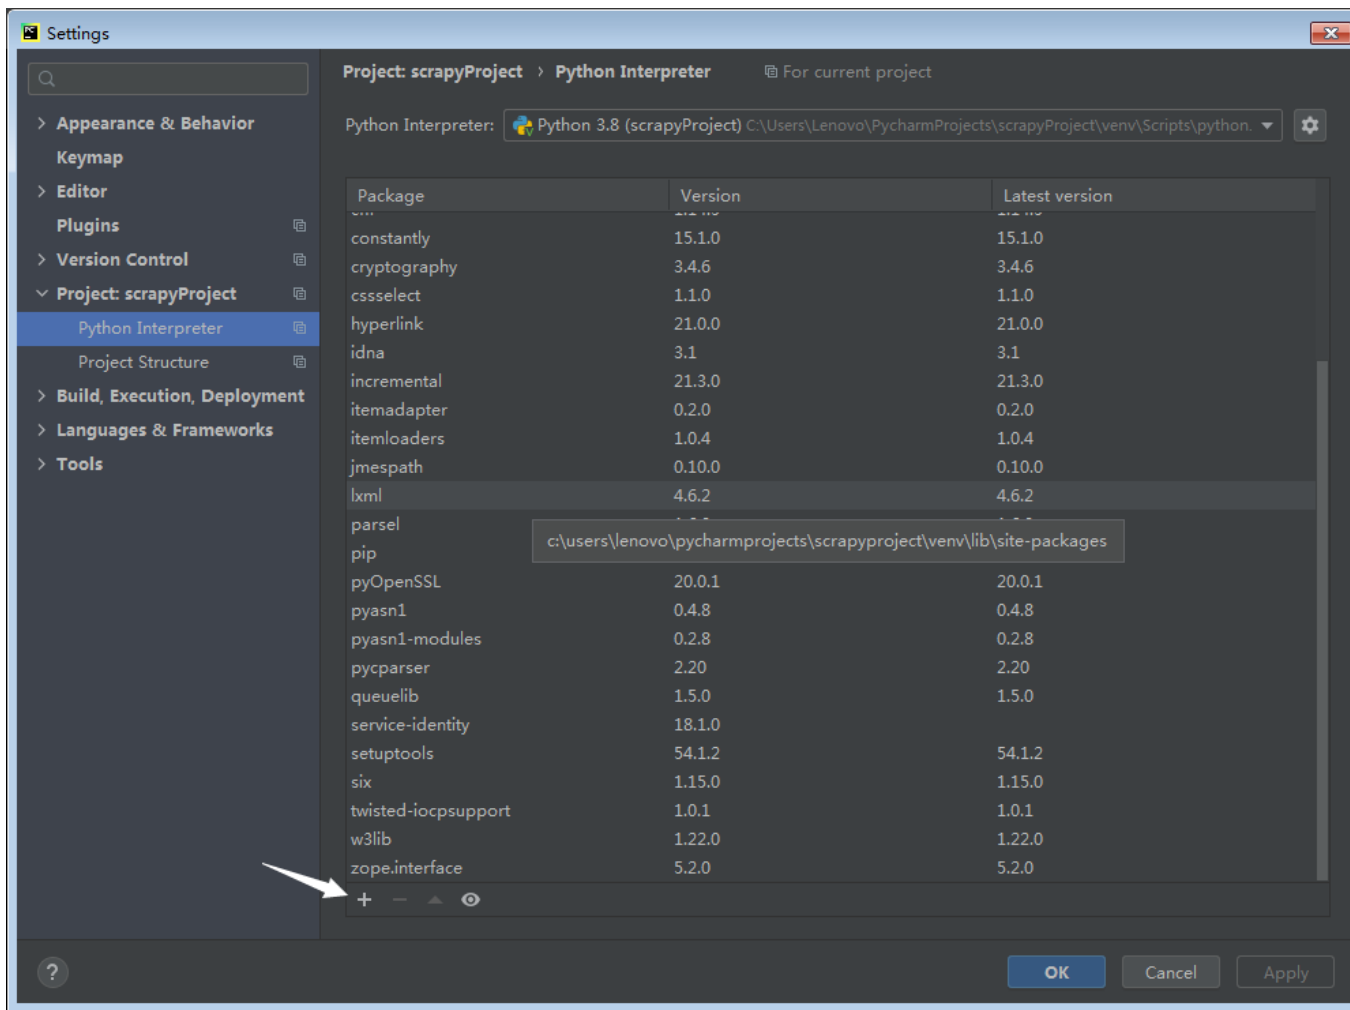 Settings
Project: scrapyProject > Python Interpreter For current project
Python Interpreter: Python 3.8 (scrapyProject) C:\Users\Lenovo\PycharmProjects\scrapyProject\venv\Scripts\python.
Appearance & Behavior
Keymap
Editor
Plugins
Version Control
Project: scrapyProject
Python Interpreter
Project Structure
Build, Execution, Deployment
Languages & Frameworks
Tools
Package Version Latest version
constantly 15.1.0 15.1.0
cryptography 3.4.6 3.4.6
cssselect 1.1.0 1.1.0
hyperlink 21.0.0 21.0.0
idna 3.1 3.1
incremental 21.3.0 21.3.0
itemadapter 0.2.0 0.2.0
itemloaders 1.0.4 1.0.4
jmespath 0.10.0 0.10.0
lxml 4.6.2 4.6.2
parsel
c:\users\lenovo\pycharmprojects\scrapyproject\venv\lib\site-packages
pip
pyOpenSSL 20.0.1 20.0.1
pyasn1 0.4.8 0.4.8
pyasn1-modules 0.2.8 0.2.8
pycparser 2.20 2.20
queuelib 1.5.0 1.5.0
service-identity 18.1.0
setuptools 54.1.2 54.1.2
six 1.15.0 1.15.0
twisted-iocpsupport 1.0.1 1.0.1
w3lib 1.22.0 1.22.0
zope.interface 5.2.0 5.2.0
?
OK Cancel Apply